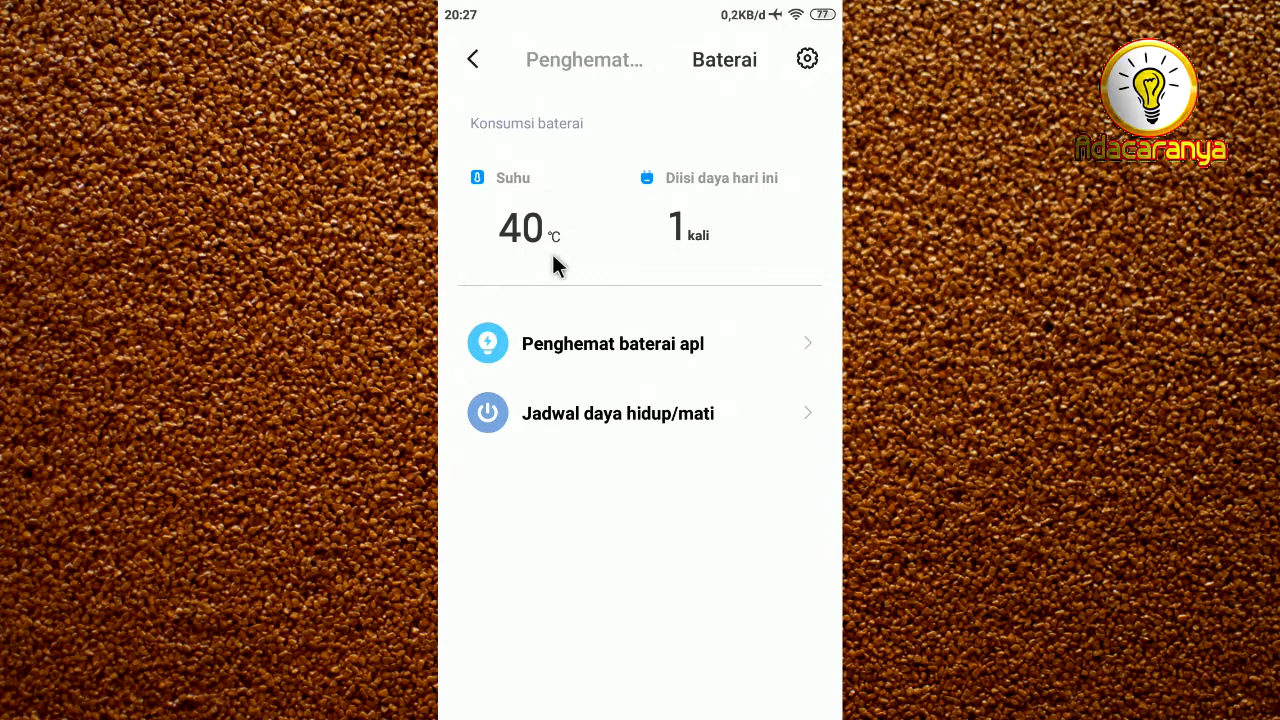 20:27
0,2KB/d
77
Penghemat...
Baterai
Adacaranya
Konsumsi baterai
Suhu
Diisi daya hari ini
40 °C
1 kali
Penghemat baterai apl
Jadwal daya hidup/mati